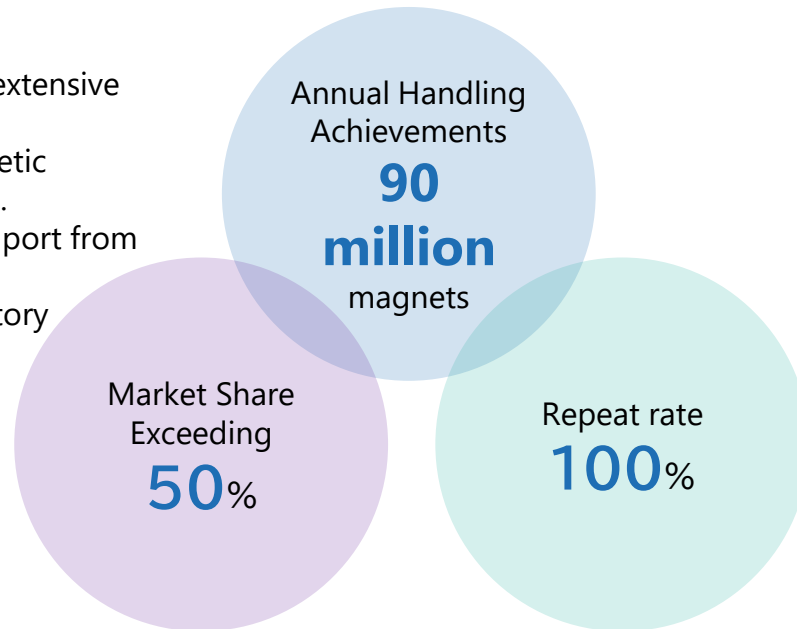 extensive
etic
.
port from
tory
Annual Handling
Achievements
90
million
magnets
Market Share
Exceeding
50%
Repeat rate
100%